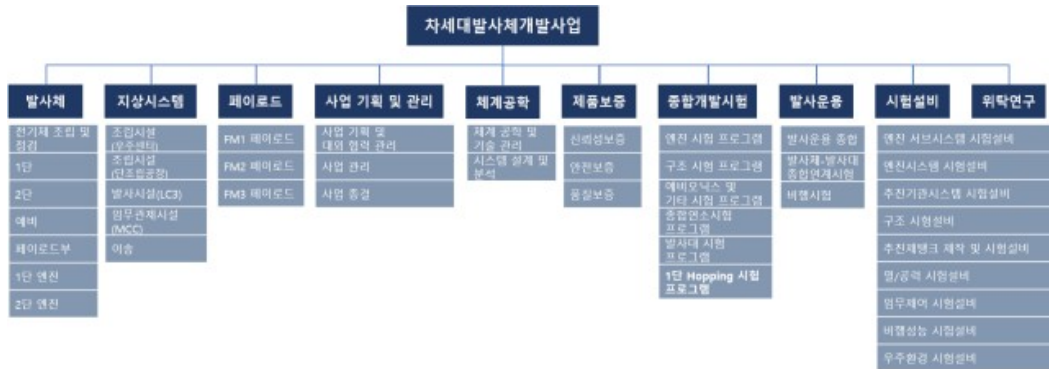 차세대발사체개발사업
발사체
지상시스템
페이로드
사업 기획 및 관리
체계공학
제품보증
종합개발시험
발사운용
시험설비
위탁연구
전기체 조립 및
점검
1단
2단
예비
페이로드부
1단 엔진
2단 엔진
조립시설
(우주센터)
조립시설
(단조립공장)
발사시설(LC3)
임무관제시설
(MCC)
이송
FM1 페이로드
FM2 페이로드
FM3 페이로드
사업 기획 및
대외 협력 관리
사업 관리
사업 종결
체계 공학 및
기술 관리
시스템 설계 및
분석
신뢰성보증
안전보증
품질보증
엔진 시험 프로그램
구조 시험 프로그램
에비오닉스 및
기타 시험 프로그램
종합연소시험
프로그램
발사대 시험
프로그램
1단 Hopping 시험
프로그램
발사운용 종합
발사체-발사대
종합연계시험
비행시험
엔진 서브시스템 시험설비
엔진시스템 시험설비
추진기관시스템 시험설비
구조 시험설비
추진제탱크 제작 및 시험설비
열/공력 시험설비
임무제어 시험설비
비행성능 시험설비
우주환경 시험설비